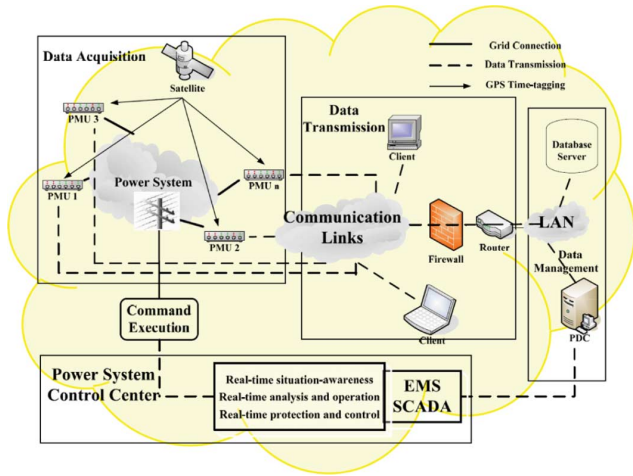 Data Acquisition
Satellite
PMU 3
PMU 1
Power System
PMU n
PMU 2
Grid Connection
Data Transmission
GPS Time-tagging
Data
Transmission
Client
Communication
Links
Firewall
Router
Client
Database
Server
LAN
Data
Management
PDC
Command
Execution
Power System
Control Center
Real-time situation-awareness
Real-time analysis and operation
Real-time protection and control
EMS
SCADA